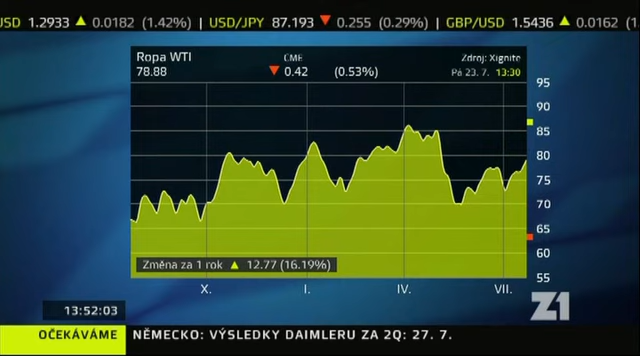 USD 1.2933 ▲ 0.0182 (1.42%) | USD/JPY 87.193 ▼ 0.255 (0.29%) | GBP/USD 1.5436 ▲ 0.0162
Ropa WTI CME Zdroj: Xignite
78.88 ▼ 0.42 (0.53%) Pá 23. 7. 13:30
95
90
85
80
75
70
65
60
55
Změna za 1 rok ▲ 12.77 (16.19%)
X. I. IV. VII.
13:52:03
Z1
OČEKÁVÁME NĚMECKO: VÝSLEDKY DAIMLERU ZA 2Q: 27. 7.